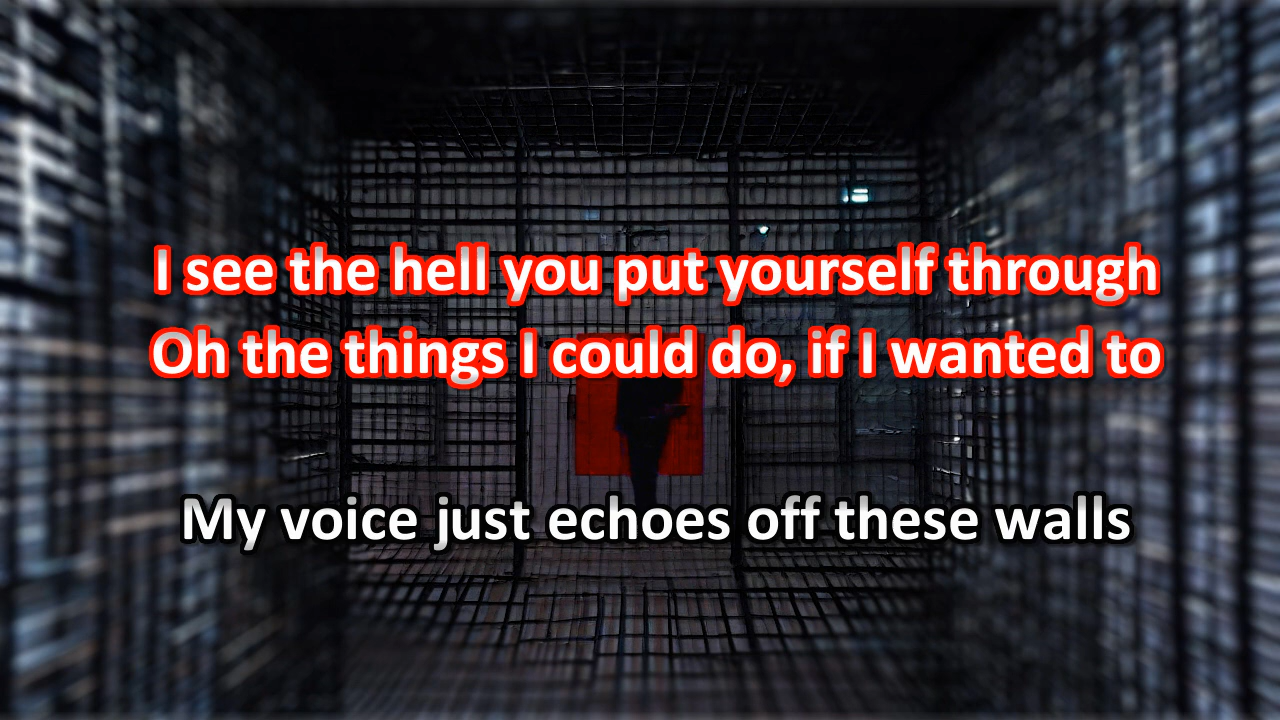 I see the hell you put yourself through
Oh the things I could do, if I wanted to
My voice just echoes off these walls